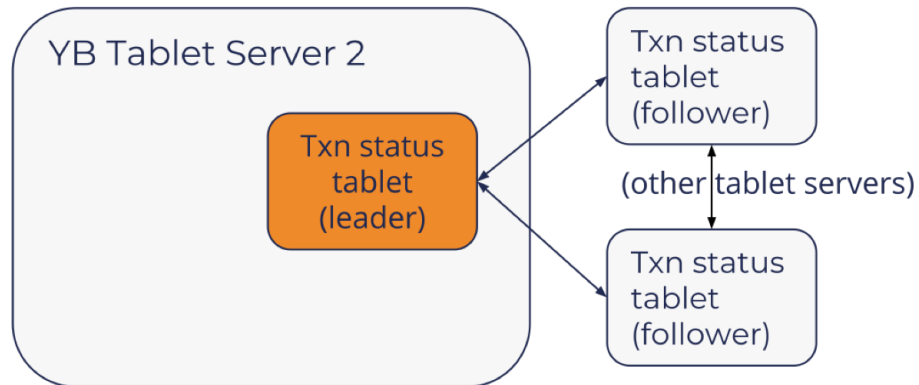 YB Tablet Server 2
Txn status
tablet
(leader)
Txn status
tablet
(follower)
(other tablet servers)
Txn status
tablet
(follower)